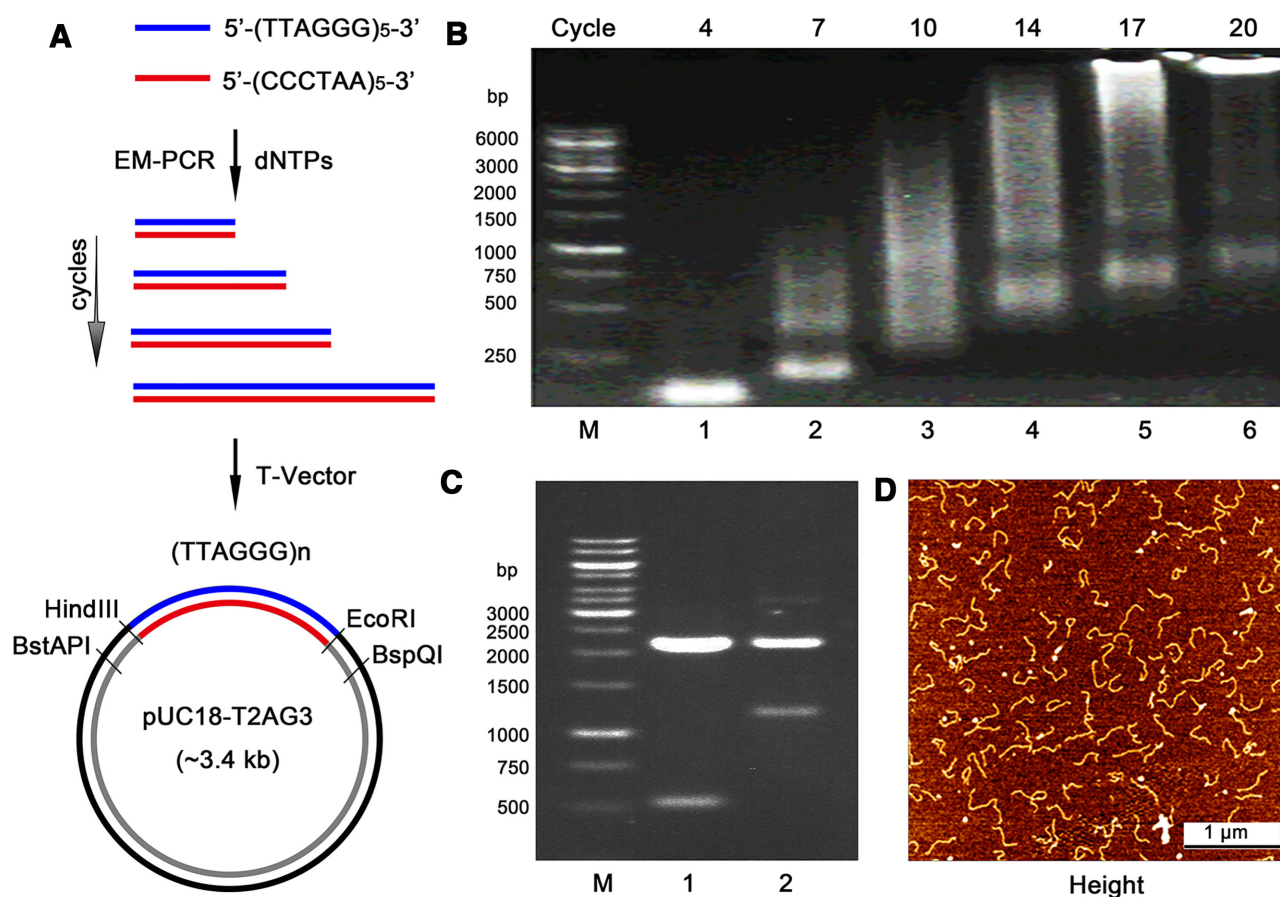 A
5’-(TTAGGG)5-3’
5’-(CCCTAA)5-3’
EM-PCR
dNTPs
cycles
T-Vector
(TTAGGG)n
HindIII
EcoRI
BstAPI
BspQI
pUC18-T2AG3
(~3.4 kb)
B
Cycle 4 7 10 14 17 20
bp
6000
3000
2000
1500
1000
750
500
250
M 1 2 3 4 5 6
C
bp
3000
2500
2000
1500
1000
750
500
M 1 2
D
1 µm
Height